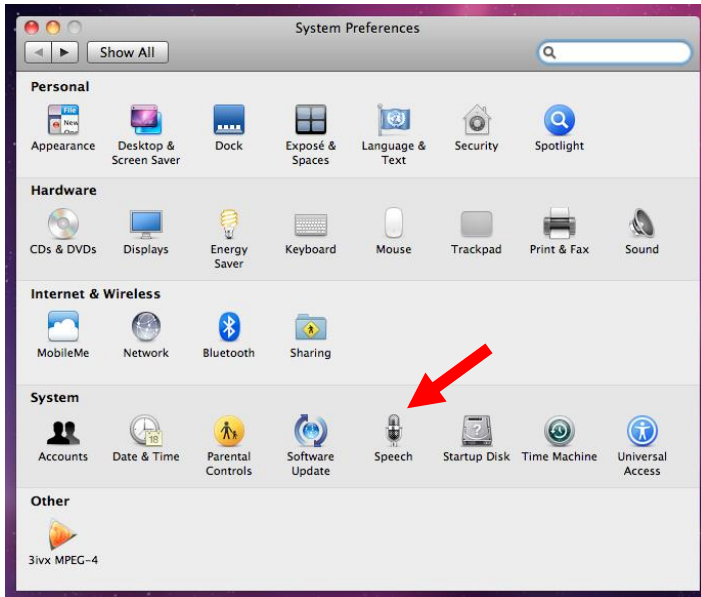 System Preferences
Show All
Personal
Appearance
Desktop & Screen Saver
Dock
Exposé & Spaces
Language & Text
Security
Spotlight
Hardware
CDs & DVDs
Displays
Energy Saver
Keyboard
Mouse
Trackpad
Print & Fax
Sound
Internet & Wireless
MobileMe
Network
Bluetooth
Sharing
System
Accounts
Date & Time
Parental Controls
Software Update
Speech
Startup Disk
Time Machine
Universal Access
Other
3ivx MPEG-4